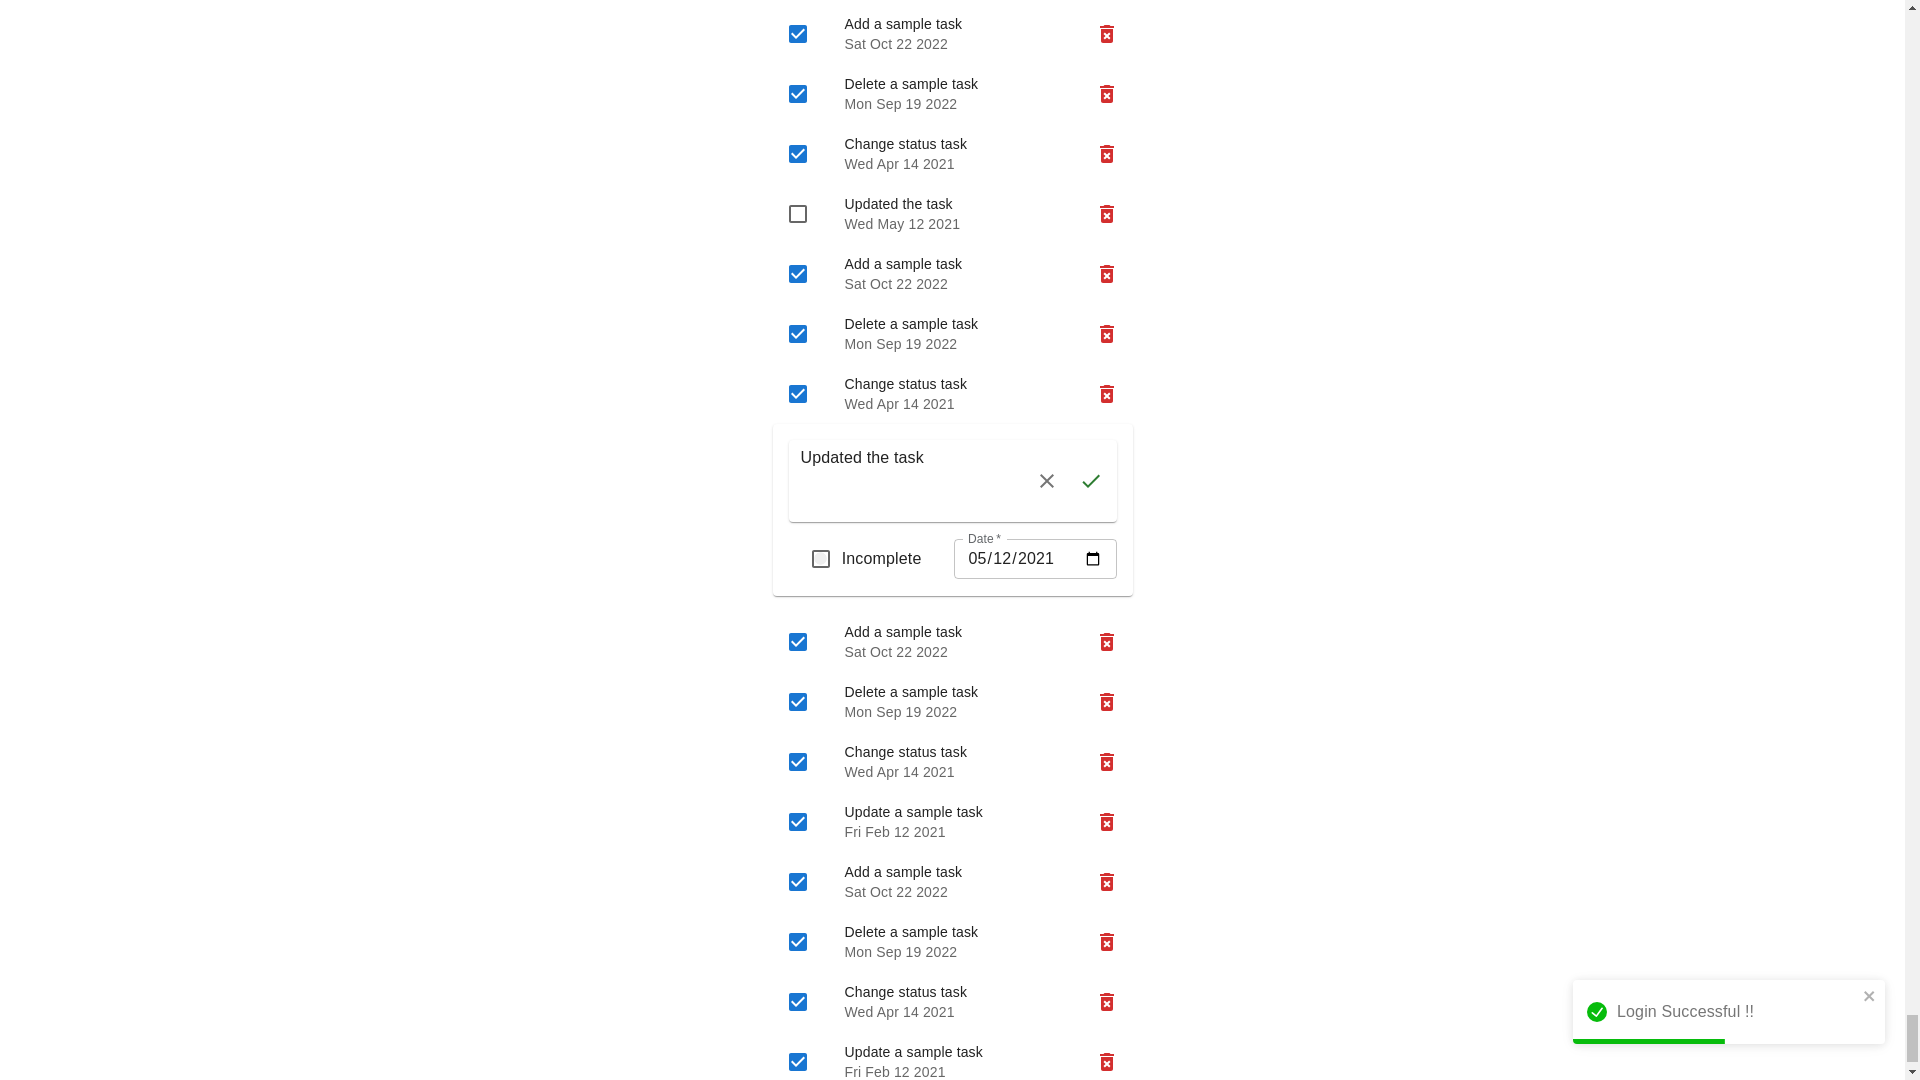 Add a sample task
Sat Oct 22 2022
Delete a sample task
Mon Sep 19 2022
Change status task
Wed Apr 14 2021
Updated the task
Wed May 12 2021
Add a sample task
Sat Oct 22 2022
Delete a sample task
Mon Sep 19 2022
Change status task
Wed Apr 14 2021
Updated the task
Date *
Incomplete
05/12/2021
Add a sample task
Sat Oct 22 2022
Delete a sample task
Mon Sep 19 2022
Change status task
Wed Apr 14 2021
Update a sample task
Fri Feb 12 2021
Add a sample task
Sat Oct 22 2022
Delete a sample task
Mon Sep 19 2022
Change status task
Wed Apr 14 2021
Update a sample task
Fri Feb 12 2021
Login Successful !!